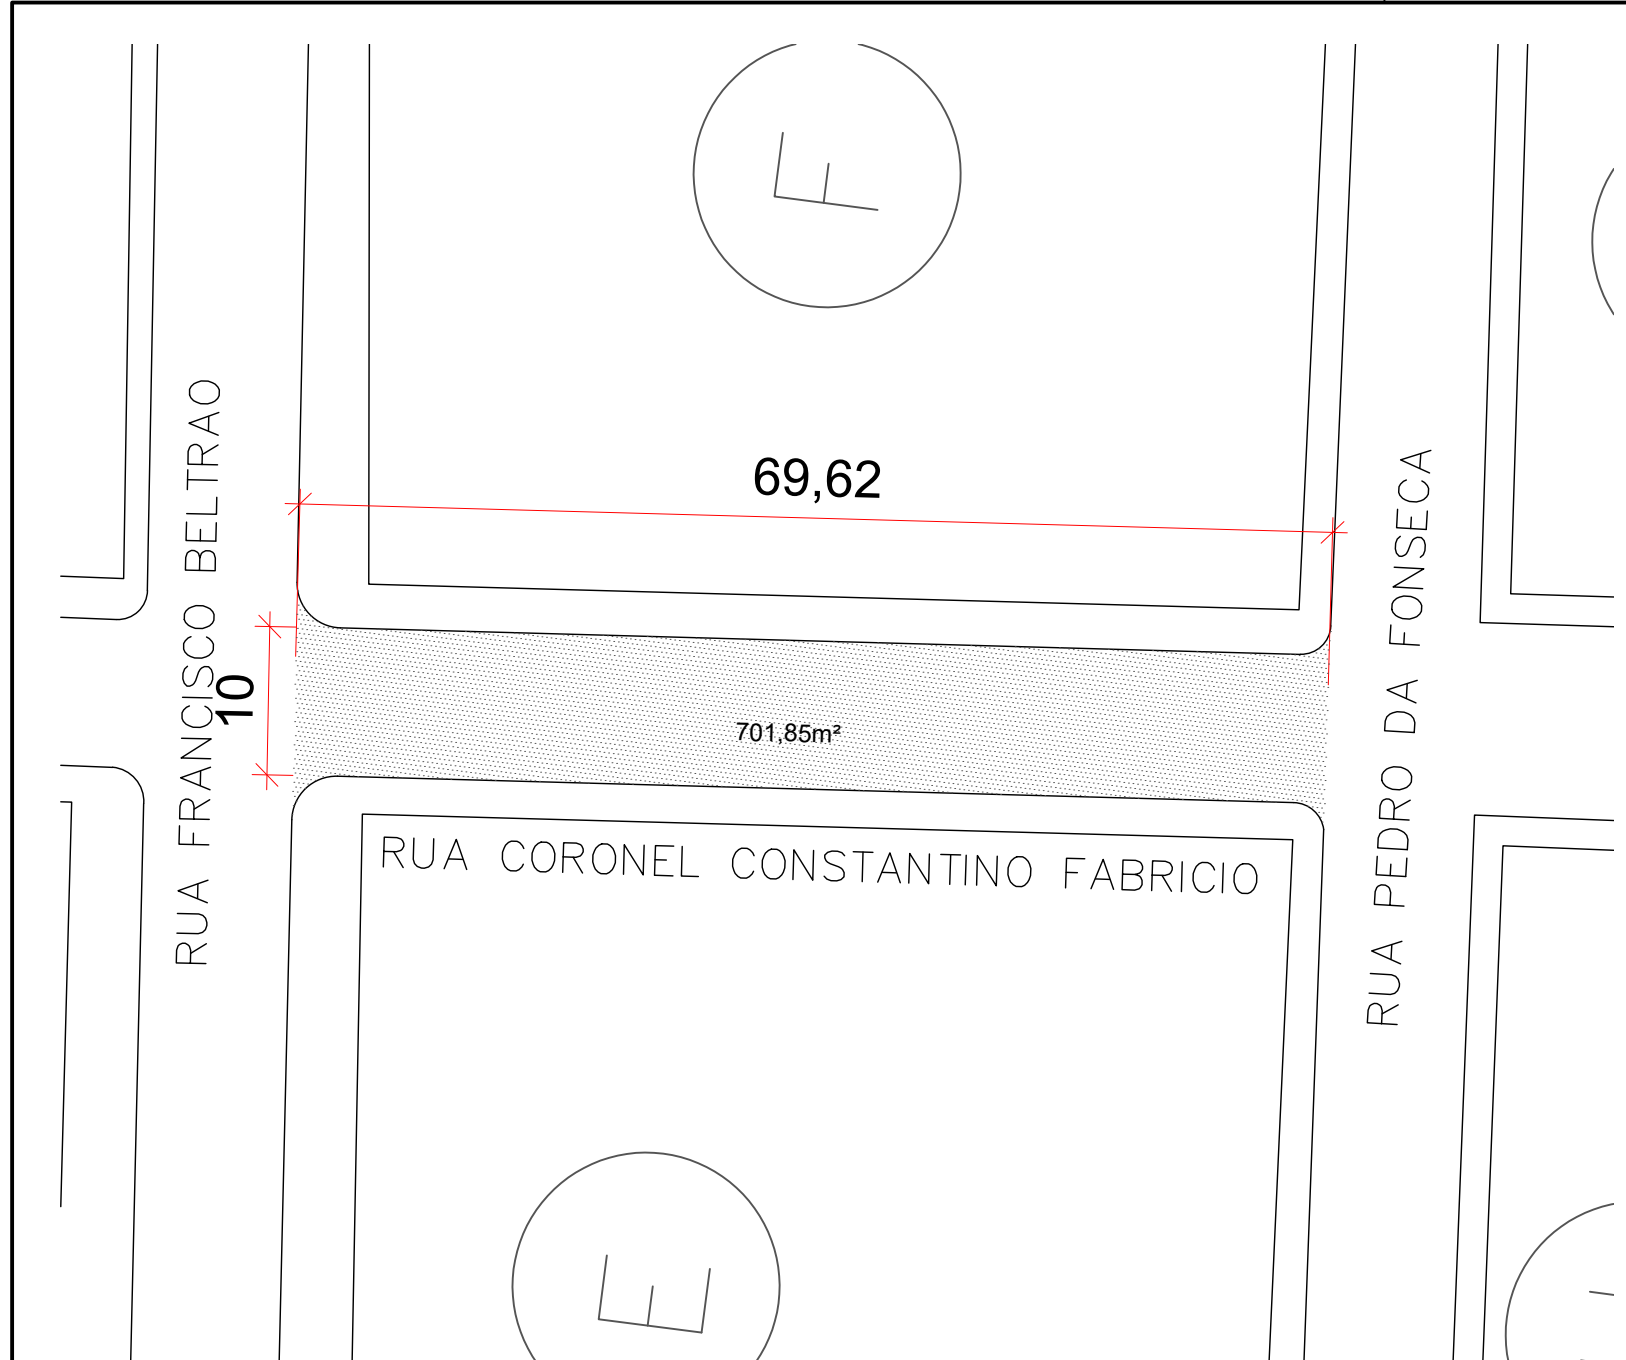 F
69,62
RUA FRANCISCO BELTRAO
10
701,85m²
RUA PEDRO DA FONSECA
RUA CORONEL CONSTANTINO FABRICIO
E